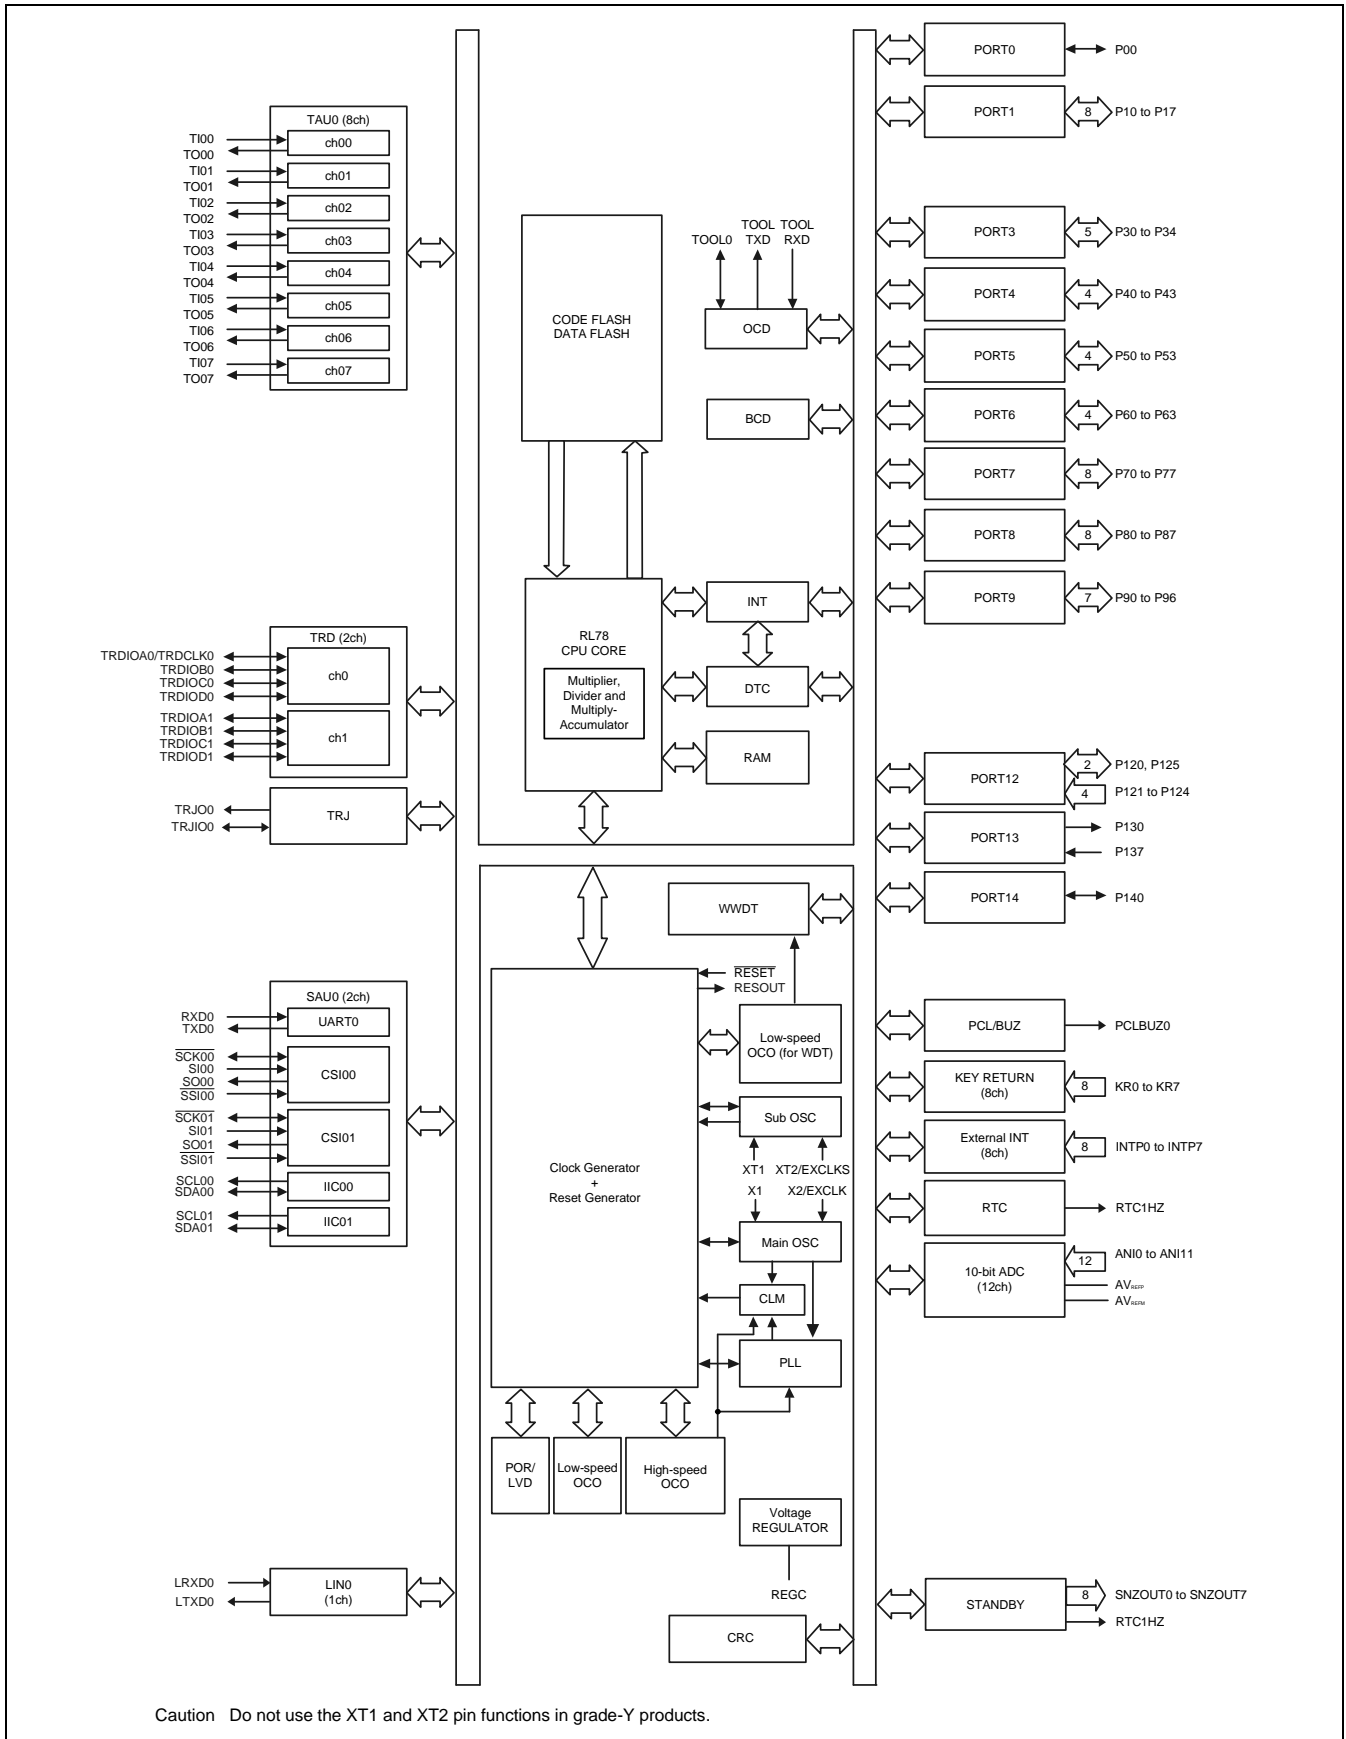 TAU0 (8ch)
TI00
TO00
ch00
TI01
TO01
ch01
TI02
TO02
ch02
TI03
TO03
ch03
TI04
TO04
ch04
TI05
TO05
ch05
TI06
TO06
ch06
TI07
TO07
ch07
TRD (2ch)
TRDIOA0/TRDCLK0
TRDIOB0
TRDIOC0
TRDIOD0
ch0
TRDIOA1
TRDIOB1
TRDIOC1
TRDIOD1
ch1
TRJO0
TRJIO0
TRJ
SAU0 (2ch)
RXD0
TXD0
UART0
SCK00
SI00
SO00
SSI00
CSI00
SCK01
SI01
SO01
SSI01
CSI01
SCL00
SDA00
IIC00
SCL01
SDA01
IIC01
LRXD0
LTXD0
LIN0
(1ch)
CODE FLASH
DATA FLASH
TOOL0
TOOL
TXD
TOOL
RXD
OCD
BCD
RL78
CPU CORE
Multiplier,
Divider and
Multiply-
Accumulator
INT
DTC
RAM
WWDT
RESET
RESOUT
Low-speed
OCO (for WDT)
Sub OSC
XT1 XT2/EXCLKS
X1 X2/EXCLK
Main OSC
CLM
PLL
Clock Generator
+
Reset Generator
POR/
LVD
Low-speed
OCO
High-speed
OCO
Voltage
REGULATOR
REGC
CRC
PORT0
P00
PORT1
8
P10 to P17
PORT3
5
P30 to P34
PORT4
4
P40 to P43
PORT5
4
P50 to P53
PORT6
4
P60 to P63
PORT7
8
P70 to P77
PORT8
8
P80 to P87
PORT9
7
P90 to P96
PORT12
2
P120, P125
4
P121 to P124
PORT13
P130
P137
PORT14
P140
PCL/BUZ
PCLBUZ0
KEY RETURN
(8ch)
8
KR0 to KR7
External INT
(8ch)
8
INTP0 to INTP7
RTC
RTC1HZ
10-bit ADC
(12ch)
12
ANI0 to ANI11
AVREFP
AVREFM
STANDBY
8
SNZOUT0 to SNZOUT7
RTC1HZ
Caution Do not use the XT1 and XT2 pin functions in grade-Y products.